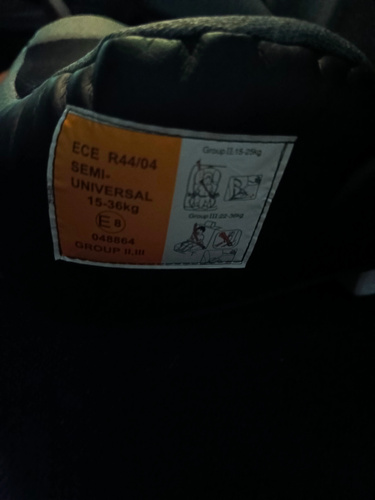 ECE R44/04
SEMI-
UNIVERSAL
15-36kg
E8
048864
GROUP II,III
Group II,15-25kg
Group III,22-36kg